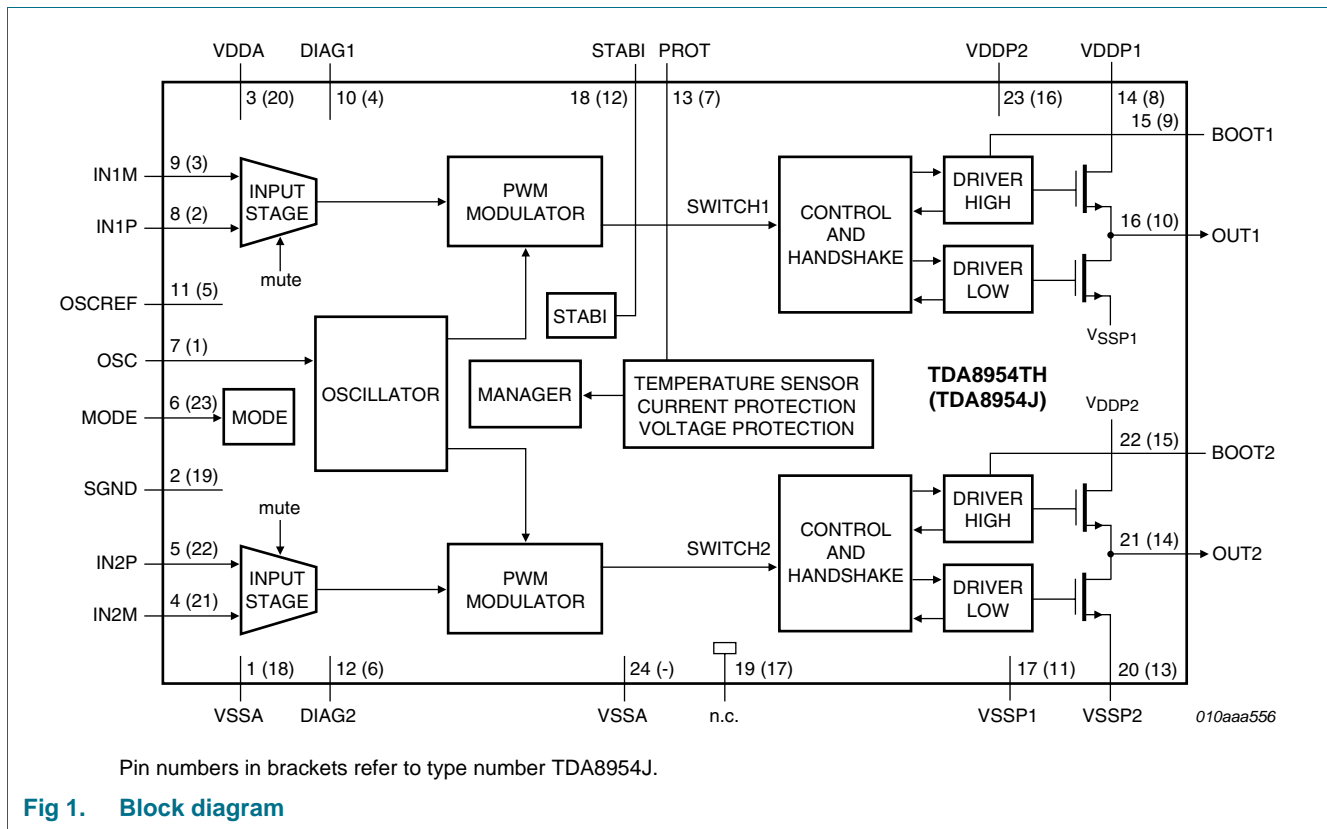 VDDA DIAG1 STABI PROT VDDP2 VDDP1
3 (20) 10 (4) 18 (12) 13 (7) 23 (16) 14 (8)
15 (9) BOOT1
IN1M 9 (3)
INPUT
STAGE
IN1P 8 (2)
mute
PWM
MODULATOR
SWITCH1
CONTROL
AND
HANDSHAKE
DRIVER
HIGH
16 (10) OUT1
DRIVER
LOW
VSSP1
OSCREF 11 (5)
STABI
OSC 7 (1)
OSCILLATOR
MANAGER
TEMPERATURE SENSOR
CURRENT PROTECTION
VOLTAGE PROTECTION
TDA8954TH
(TDA8954J)
MODE 6 (23) MODE
VDDP2
22 (15) BOOT2
SGND 2 (19)
mute
IN2P 5 (22)
INPUT
STAGE
IN2M 4 (21)
PWM
MODULATOR
SWITCH2
CONTROL
AND
HANDSHAKE
DRIVER
HIGH
21 (14) OUT2
DRIVER
LOW
1 (18) 12 (6) 24 (-) 19 (17) 17 (11) 20 (13)
VSSA DIAG2 VSSA n.c. VSSP1 VSSP2 010aaa556
Pin numbers in brackets refer to type number TDA8954J.
Fig 1. Block diagram